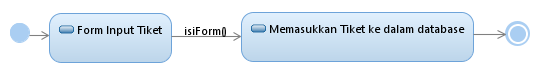 Form Input Tiket
isiForm()
Memasukkan Tiket ke dalam database